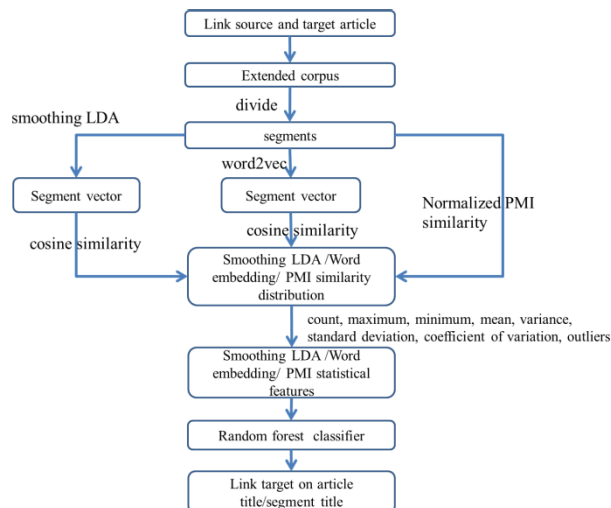 Link source and target article
Extended corpus
divide
smoothing LDA
segments
word2vec
Segment vector
Segment vector
Normalized PMI
similarity
cosine similarity
cosine similarity
Smoothing LDA /Word
embedding/ PMI similarity
distribution
count, maximum, minimum, mean, variance,
standard deviation, coefficient of variation, outliers
Smoothing LDA /Word
embedding/ PMI statistical
features
Random forest classifier
Link target on article
title/segment title